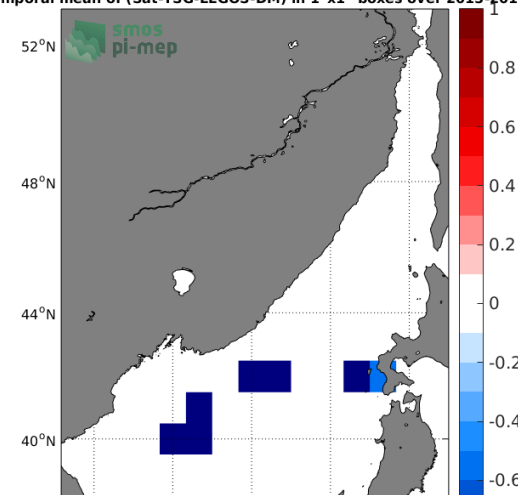 mporal mean of (Sat-TSG-LEGOS-DM) in 1°x1° boxes over 2015-201
smos
pi-mep
52°N
48°N
44°N
40°N
1
0.8
0.6
0.4
0.2
0
-0.2
-0.4
-0.6